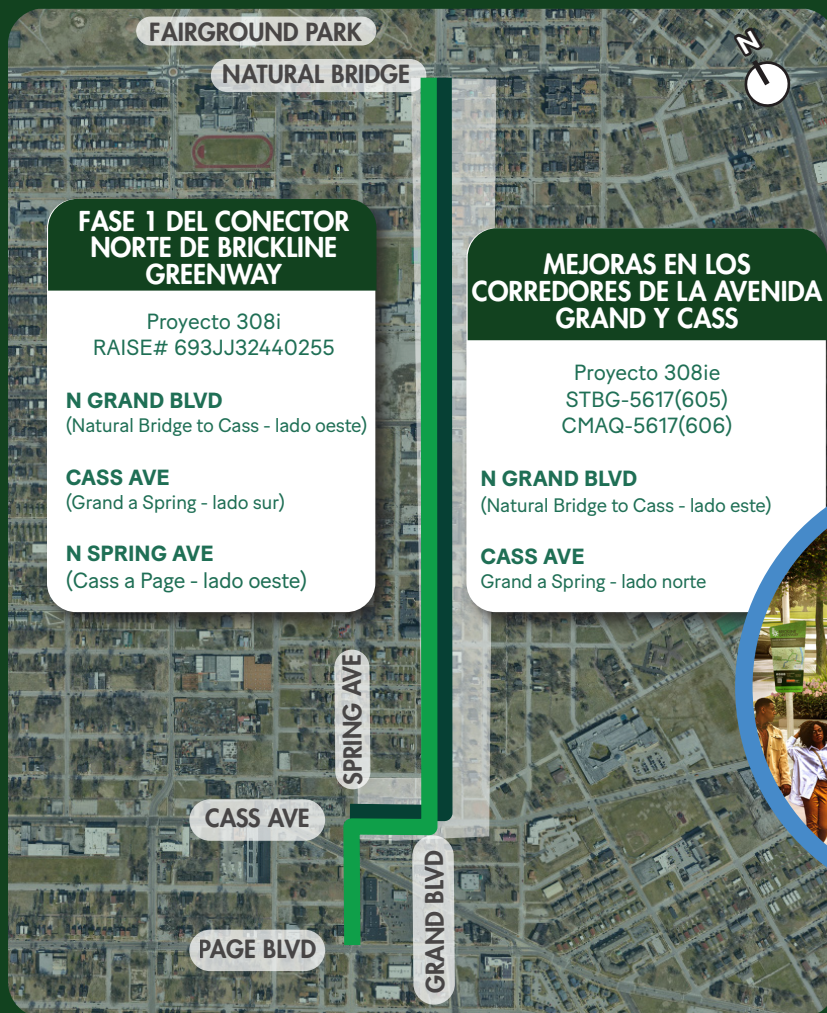 FAIRGROUND PARK
NATURAL BRIDGE
N
FASE 1 DEL CONECTOR
NORTE DE BRICKLINE
GREENWAY
Proyecto 308i
RAISE# 693JJ32440255
N GRAND BLVD
(Natural Bridge to Cass - lado oeste)
CASS AVE
(Grand a Spring - lado sur)
N SPRING AVE
(Cass a Page - lado oeste)
MEJORAS EN LOS
CORREDORES DE LA AVENIDA
GRAND Y CASS
Proyecto 308ie
STBG-5617(605)
CMAQ-5617(606)
N GRAND BLVD
(Natural Bridge to Cass - lado este)
CASS AVE
Grand a Spring - lado norte
SPRING AVE
CASS AVE
GRAND BLVD
PAGE BLVD